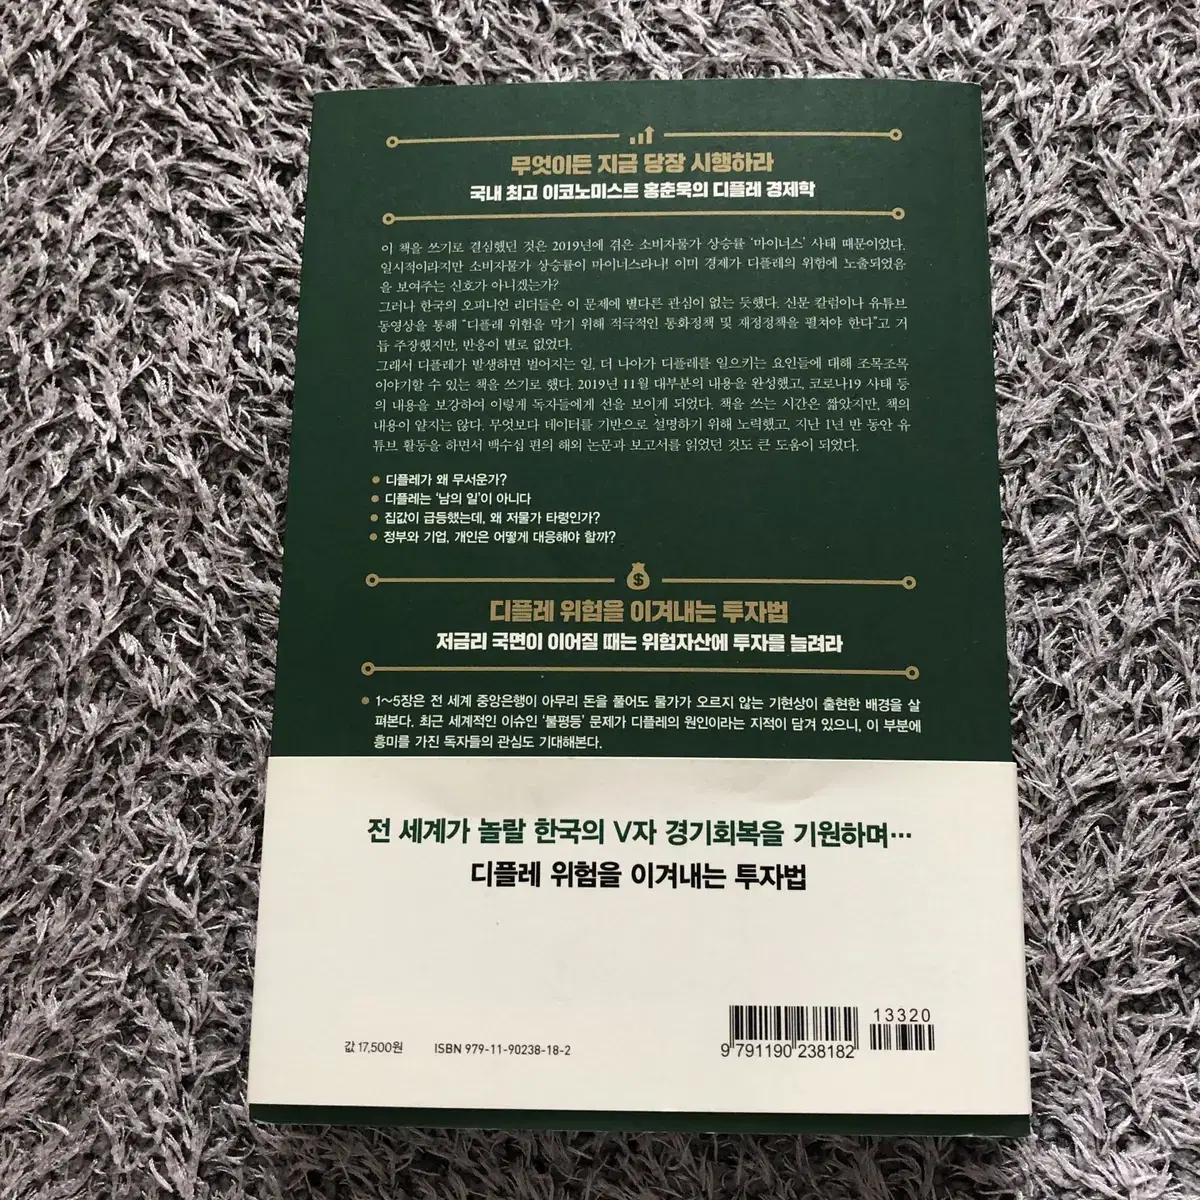 무엇이든 지금 당장 시행하라
국내 최고 이코노미스트 홍춘욱의 디플레 경제학
이 책을 쓰기로 결심했던 것은 2019년에 겪은 소비자물가 상승률 '마이너스' 사태 때문이었다.
일시적이라지만 소비자물가 상승률이 마이너스라니! 이미 경제가 디플레의 위험에 노출되었음
을 보여주는 신호가 아니겠는가?
그러나 한국의 오피니언 리더들은 이 문제에 별다른 관심이 없는 듯했다. 신문 칼럼이나 유튜브
동영상을 통해 "디플레 위험을 막기 위해 적극적인 통화정책 및 재정정책을 펼쳐야 한다"고 거
듭 주장했지만, 반응이 별로 없었다.
그래서 디플레가 발생하면 벌어지는 일, 더 나아가 디플레를 일으키는 요인들에 대해 조목조목
이야기할 수 있는 책을 쓰기로 했다. 2019년 11월 대부분의 내용을 완성했고, 코로나19 사태 등
의 내용을 보강하여 이렇게 독자들에게 선을 보이게 되었다. 책을 쓰는 시간은 짧았지만, 책의
내용이 얕지는 않다. 무엇보다 데이터를 기반으로 설명하기 위해 노력했고, 지난 1년 반 동안 유
튜브 활동을 하면서 백수십 편의 해외 논문과 보고서를 읽었던 것도 큰 도움이 되었다.
• 디플레가 왜 무서운가?
• 디플레는 '남의 일'이 아니다
• 집값이 급등했는데, 왜 저물가 타령인가?
• 정부와 기업, 개인은 어떻게 대응해야 할까?
$
디플레 위험을 이겨내는 투자법
저금리 국면이 이어질 때는 위험자산에 투자를 늘려라
• 1~5장은 전 세계 중앙은행이 아무리 돈을 풀어도 물가가 오르지 않는 기현상이 출현한 배경을 살
펴본다. 최근 세계적인 이슈인 '불평등' 문제가 디플레의 원인이라는 지적이 담겨 있으니, 이 부분에
흥미를 가진 독자들의 관심도 기대해본다.
전 세계가 놀랄 한국의 V자 경기회복을 기원하며…
디플레 위험을 이겨내는 투자법
값 17,500원 ISBN 979-11-90238-18-2
13320
9 791190 238182